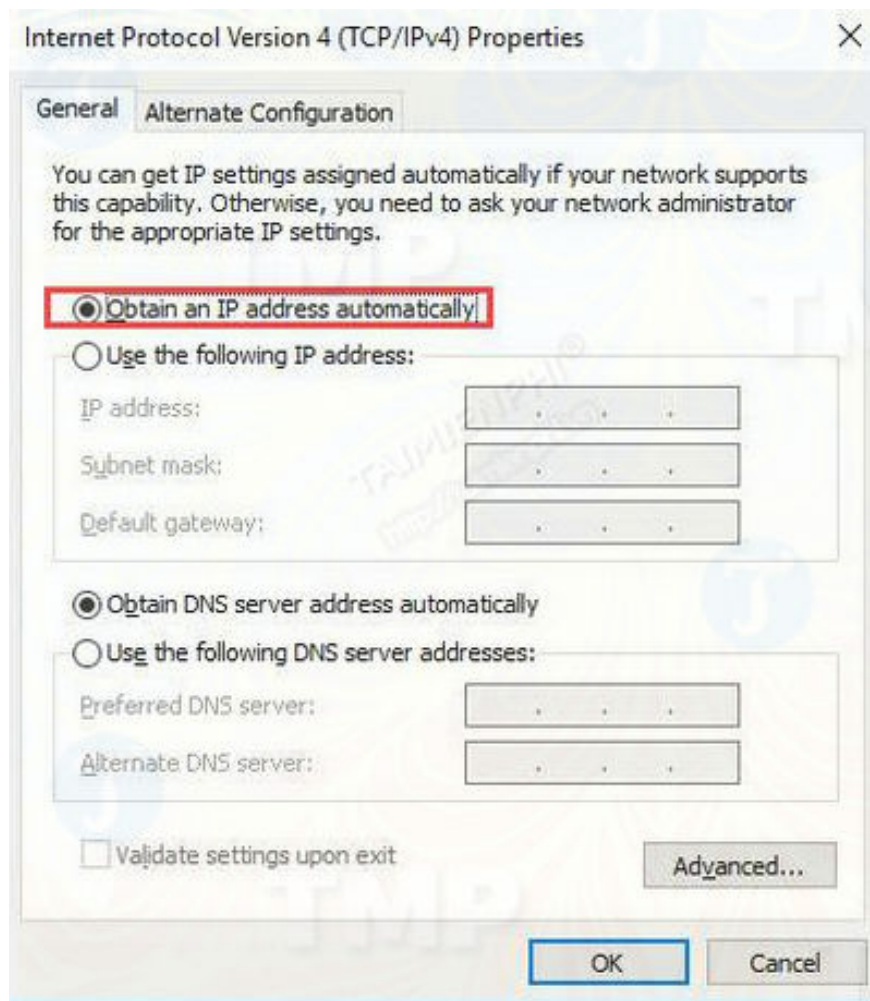 Internet Protocol Version 4 (TCP/IPv4) Properties
General
Alternate Configuration
You can get IP settings assigned automatically if your network supports
this capability. Otherwise, you need to ask your network administrator
for the appropriate IP settings.
Obtain an IP address automatically
Use the following IP address:
IP address:
Subnet mask:
Default gateway:
Obtain DNS server address automatically
Use the following DNS server addresses:
Preferred DNS server:
Alternate DNS server:
Validate settings upon exit
Advanced...
TMP
OK
Cancel